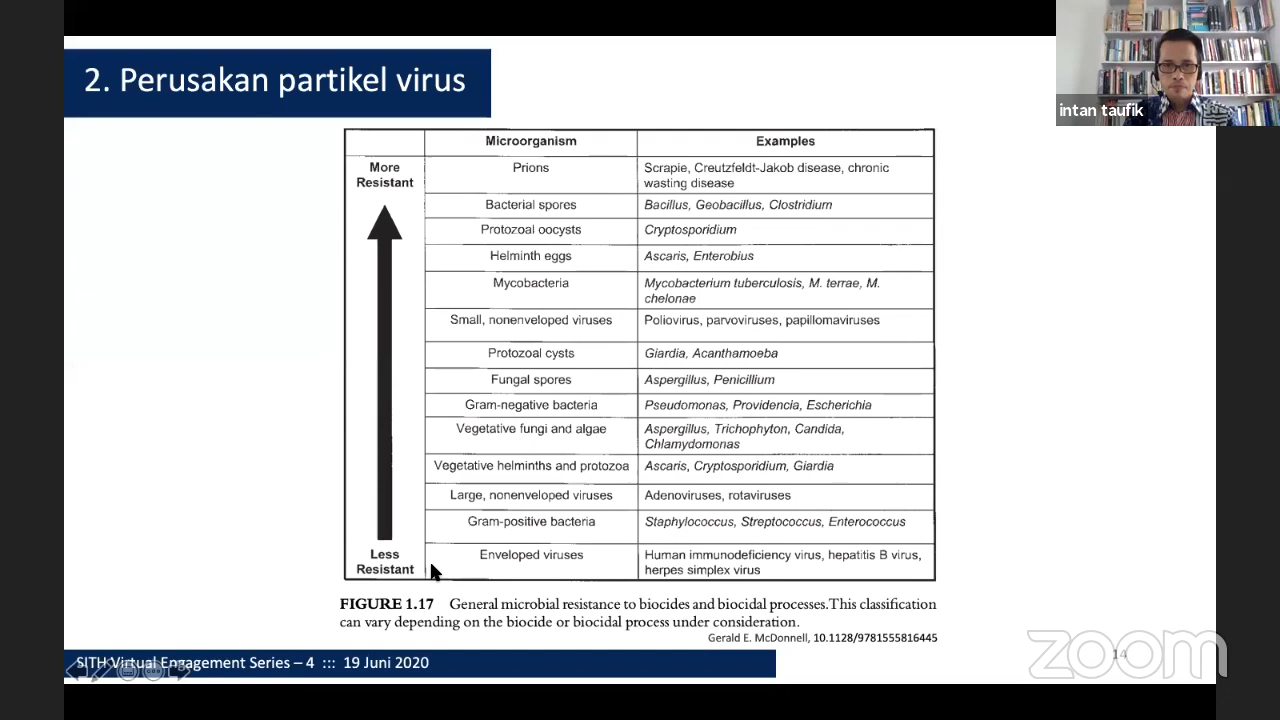 2. Perusakan partikel virus
intan taufik
Microorganism Examples
More
Resistant
Prions Scrapie, Creutzfeldt-Jakob disease, chronic
wasting disease
Bacterial spores Bacillus, Geobacillus, Clostridium
Protozoal oocysts Cryptosporidium
Helminth eggs Ascaris, Enterobius
Mycobacteria Mycobacterium tuberculosis, M. terrae, M.
chelonae
Small, nonenveloped viruses Poliovirus, parvoviruses, papillomaviruses
Protozoal cysts Giardia, Acanthamoeba
Fungal spores Aspergillus, Penicillium
Gram-negative bacteria Pseudomonas, Providencia, Escherichia
Vegetative fungi and algae Aspergillus, Trichophyton, Candida,
Chlamydomonas
Vegetative helminths and protozoa Ascaris, Cryptosporidium, Giardia
Large, nonenveloped viruses Adenoviruses, rotaviruses
Gram-positive bacteria Staphylococcus, Streptococcus, Enterococcus
Less
Resistant
Enveloped viruses Human immunodeficiency virus, hepatitis B virus,
herpes simplex virus
FIGURE 1.17 General microbial resistance to biocides and biocidal processes.This classification
can vary depending on the biocide or biocidal process under consideration.
Gerald E. McDonnell, 10.1128/9781555816445
SITH Virtual Engagement Series – 4 ::: 19 Juni 2020
14
zoom